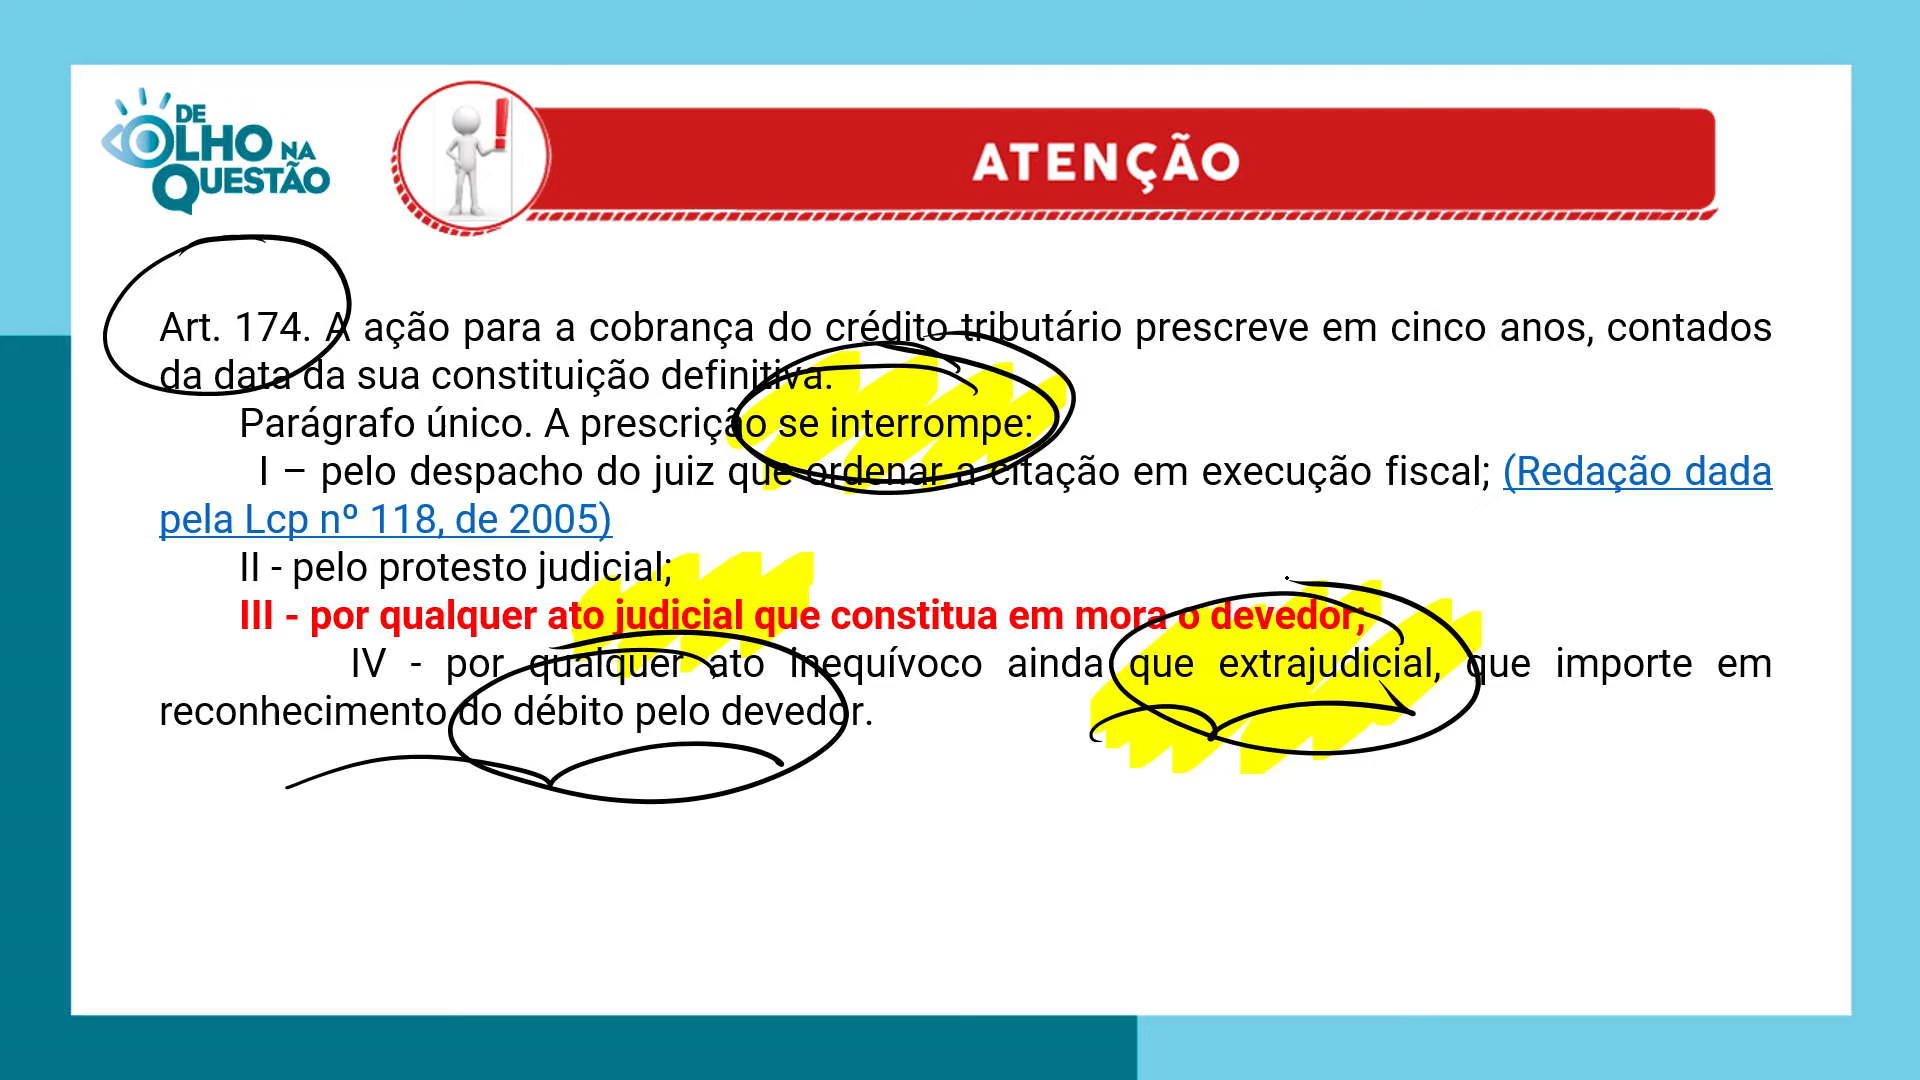 DE
OLHO NA
QUESTÃO
ATENÇÃO
Art. 174. A ação para a cobrança do crédito tributário prescreve em cinco anos, contados
da data da sua constituição definitiva.
Parágrafo único. A prescrição se interrompe:
I – pelo despacho do juiz que ordenar a citação em execução fiscal; (Redação dada
pela Lcp nº 118, de 2005)
II - pelo protesto judicial;
III - por qualquer ato judicial que constitua em mora o devedor;
IV - por qualquer ato inequívoco ainda que extrajudicial, que importe em
reconhecimento do débito pelo devedor.